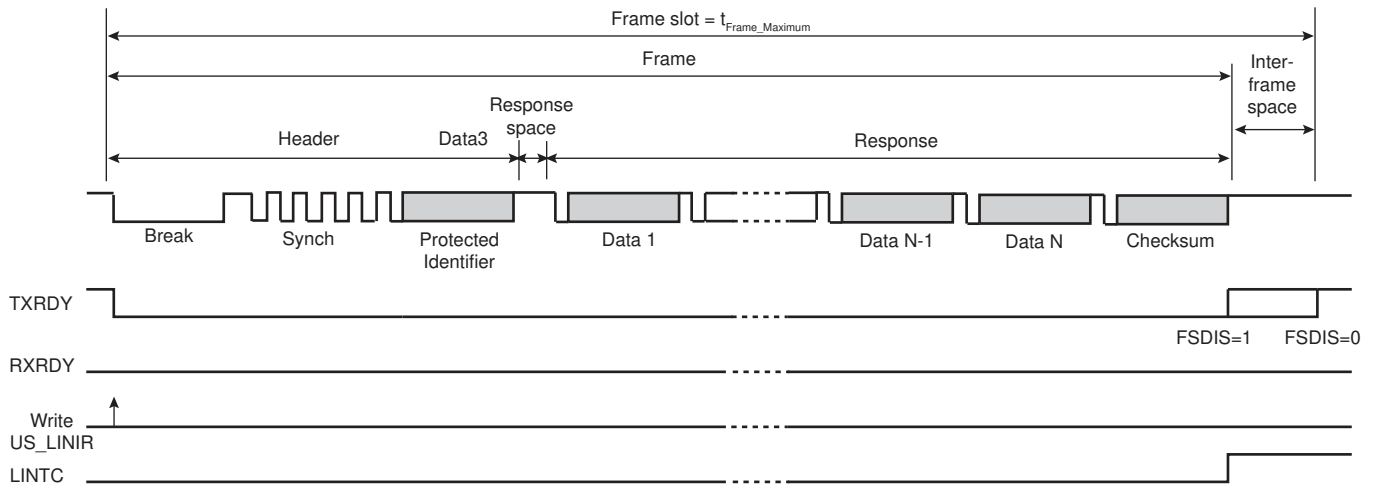 Frame slot = tFrame_Maximum
Frame
Inter-
frame
space
Response
space
Header
Data3
Response
Break
Synch
Protected
Identifier
Data 1
Data N-1
Data N
Checksum
TXRDY
FSDIS=1
FSDIS=0
RXRDY
Write
US_LINIR
LINTC